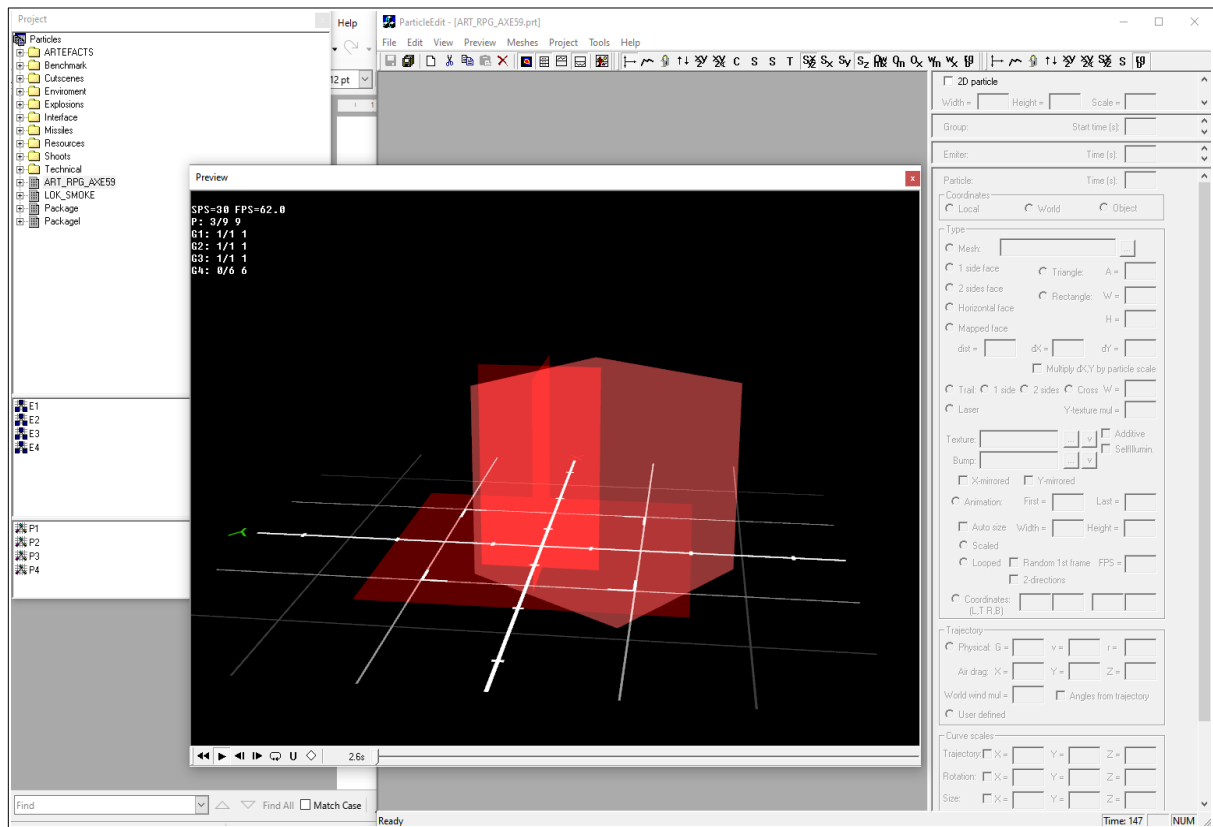 Project
Help
ParticleEdit - [ART_RPG_AXE59.prt]
File Edit View Preview Meshes Project Tools Help
12 pt
Particles
ARTEFACTS
Benchmark
Cutscenes
Enviroment
Explosions
Interface
Missiles
Resources
Shoots
Technical
ART_RPG_AXE59
LOK_SMOKE
Package
Packagel
E1
E2
E3
E4
P1
P2
P3
P4
Find
Find All Match Case
Preview
SPS=30 FPS=62.0
P: 3/9 9
G1: 1/1 1
G2: 1/1 1
G3: 1/1 1
G4: 0/6 6
U 2.6s
2D particle
Width = Height = Scale =
Group: Start time (s):
Emiter: Time (s):
Particle: Time (s):
Coordinates
Local World Object
Type
Mesh: ...
1 side face Triangle: A =
2 sides face Rectangle: W =
Horizontal face H =
Mapped face
dist = dX = dY =
Multiply dX,Y by particle scale
Trail: 1 side 2 sides Cross W =
Laser Y-texture mul =
Texture: ... v Additive
SelfIllumin.
Bump: ... v
X-mirrored Y-mirrored
Animation: First = Last =
Auto size Width = Height =
Scaled
Looped Random 1st frame FPS =
2-directions
Coordinates:
(L,T R,B)
Trajectory
Physical: G = v = r =
Air drag: X = Y = Z =
World wind mul = Angles from trajectory
User defined
Curve scales
Trajectory: X = Y = Z =
Rotation: X = Y = Z =
Size: X = Y = Z =
Ready Time: 147 NUM